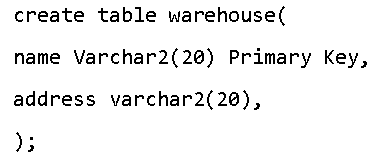 create table warehouse(
name Varchar2(20) Primary Key,
address varchar2(20),
);